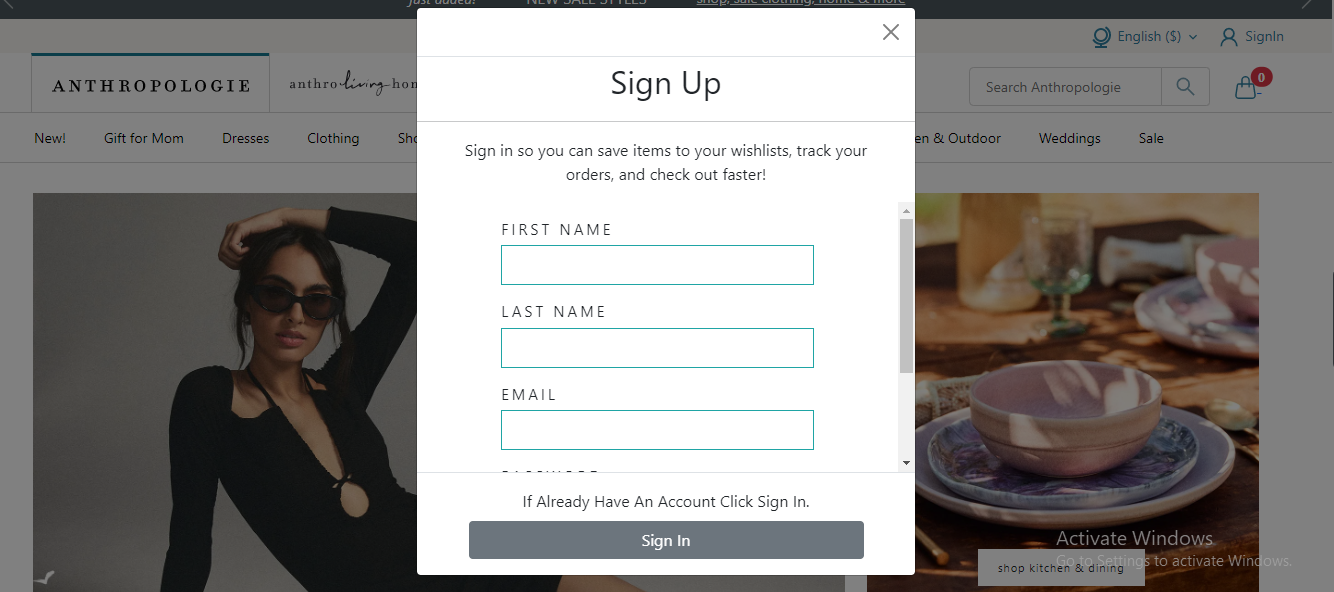 Just added!
NEW SALE STYLES
shop, sale clothing, home & more
English ($)
SignIn
ANTHROPOLOGIE
anthro living hom
Search Anthropologie
0
New!
Gift for Mom
Dresses
Clothing
Sho
en & Outdoor
Weddings
Sale
Sign Up
Sign in so you can save items to your wishlists, track your
orders, and check out faster!
FIRST NAME
LAST NAME
EMAIL
PASSWORD
If Already Have An Account Click Sign In.
Sign In
shop kitchen & dining
Activate Windows
Go to Settings to activate Windows.